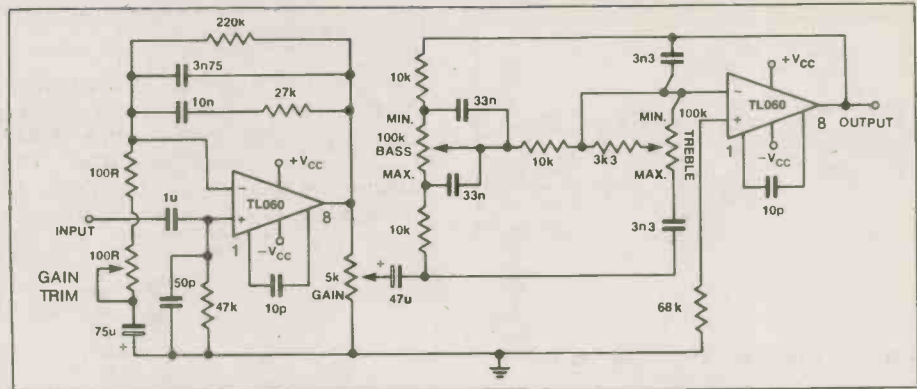 220k
3n75
10n
27k
100R
+VCC
TL060
-VCC
1
8
10p
1u
INPUT
100R
GAIN
TRIM
75u
+
50p
47k
5k
GAIN
+
47u
10k
MIN.
100k
BASS
MAX.
33n
33n
10k
10k
3k3
3n3
100k
MIN.
TREBLE
MAX.
3n3
68k
+VCC
TL060
-VCC
1
8
10p
OUTPUT